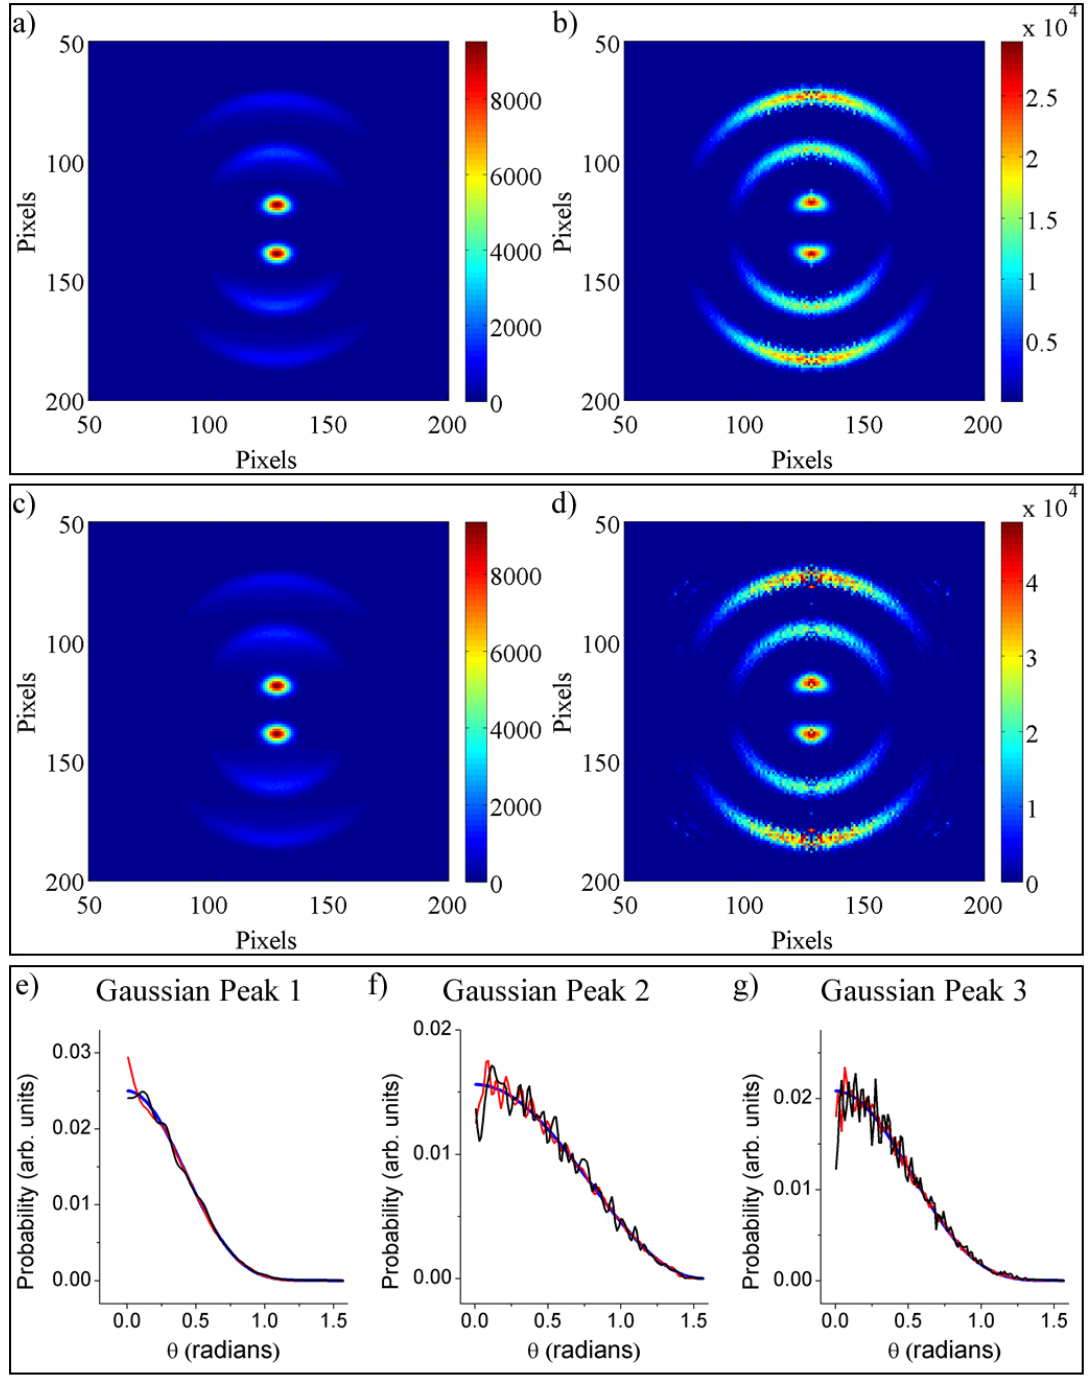 a)
50
100
150
200
50
100
150
200
Pixels
Pixels
8000
6000
4000
2000
0
b)
x 10^4
50
100
150
200
50
100
150
200
Pixels
Pixels
2.5
2
1.5
1
0.5
c)
50
100
150
200
50
100
150
200
Pixels
Pixels
8000
6000
4000
2000
0
d)
x 10^4
50
100
150
200
50
100
150
200
Pixels
Pixels
4
3
2
1
0
e) Gaussian Peak 1
Probability (arb. units)
0.03
0.02
0.01
0.00
0.0 0.5 1.0 1.5
θ (radians)
f) Gaussian Peak 2
Probability (arb. units)
0.02
0.01
0.00
0.0 0.5 1.0 1.5
θ (radians)
g) Gaussian Peak 3
Probability (arb. units)
0.02
0.01
0.00
0.0 0.5 1.0 1.5
θ (radians)